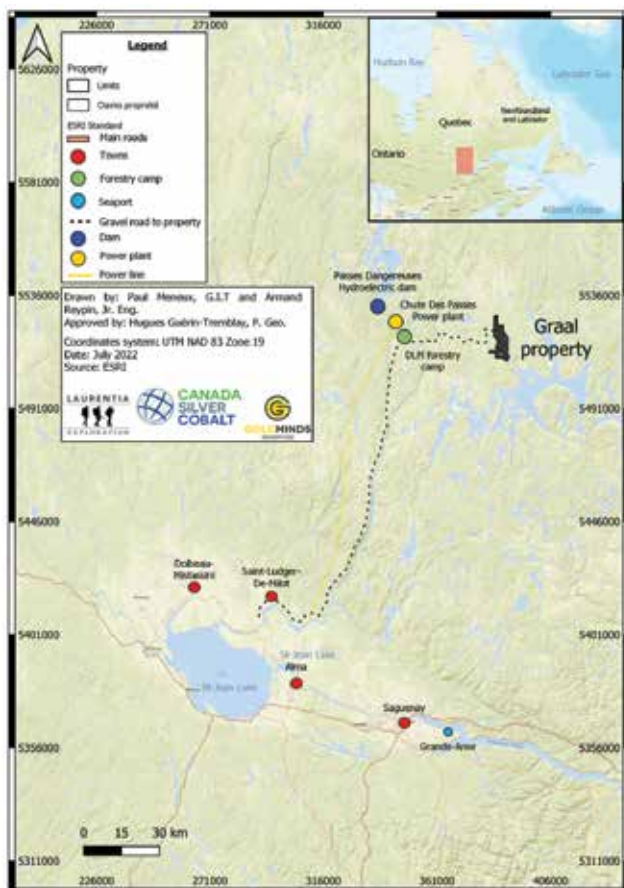 226000 271000 316000
5626000
5581000
5536000
5491000
5446000
5401000
5356000
5311000
Legend
Property
Limits
Claims propriété
ESRI Standard
Main roads
Towns
Forestry camp
Seaport
Gravel road to property
Dam
Power plant
Power line
Drawn by: Paul Meneux, G.I.T and Armand
Reypin, Jr. Eng.
Approved by: Hugues Guérin-Tremblay, P. Geo.
Coordinates system: UTM NAD 83 Zone 19
Date: July 2022
Source: ESRI
LAURENTIA
EXPLORATION
CANADA
SILVER
COBALT
GOLDMINDS
Hudson Bay
Labrador Sea
Quebec
Newfoundland
and Labrador
Ontario
Passes Dangereuses
Hydroelectric dam
5536000
Chute Des Passes
Power plant
Graal
property
DLM forestry
camp
5491000
5446000
Dolbeau-
Mistassini
Saint-Ludger-
De-Milot
5401000
St-Jean Lake
Alma
St-Jean Lake
Saguenay
Grande-Anse
5356000
0 15 30 km
5311000
226000 271000 316000 361000 406000